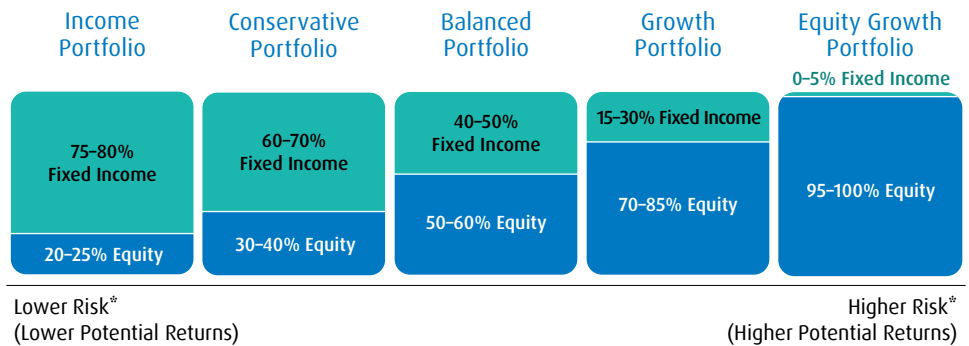 Income
Portfolio
Conservative
Portfolio
Balanced
Portfolio
Growth
Portfolio
Equity Growth
Portfolio
0–5% Fixed Income
75–80%
Fixed Income
20–25% Equity
60–70%
Fixed Income
30–40% Equity
40–50%
Fixed Income
50–60% Equity
15–30% Fixed Income
70–85% Equity
95–100% Equity
Lower Risk*
(Lower Potential Returns)
Higher Risk*
(Higher Potential Returns)